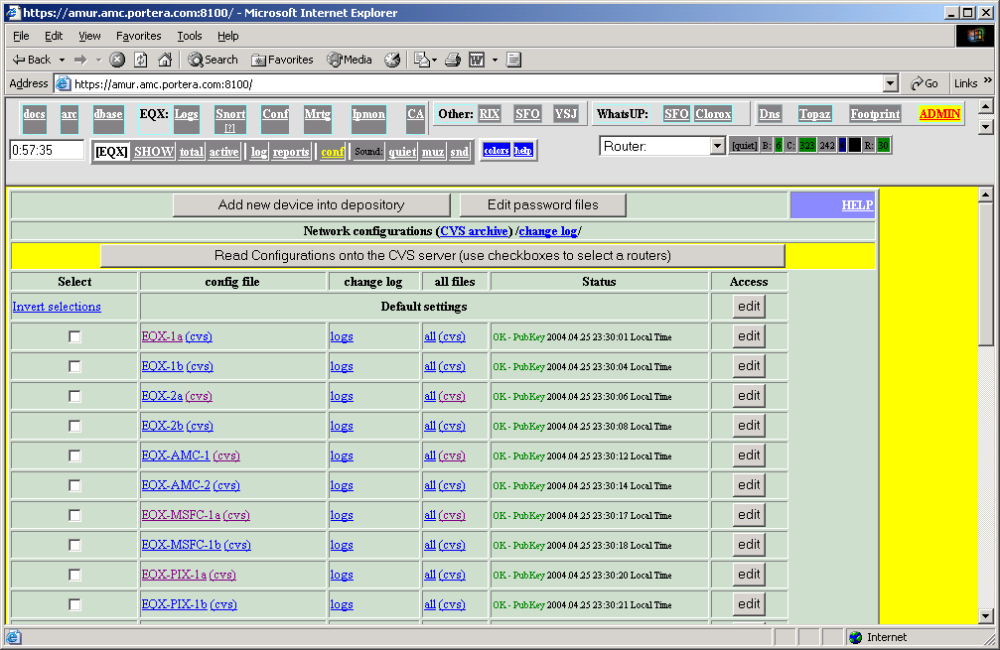 https://amur.amc.portera.com:8100/ - Microsoft Internet Explorer
File Edit View Favorites Tools Help
Back Search Favorites Media
Address https://amur.amc.portera.com:8100/ Go Links »
docs arc dbase EQX: Logs Snort Conf Mrtg Ipmon CA Other: RIX SFO YSJ WhatsUP: SFO Clorox Dns Topaz Footprint ADMIN
[?]
0:57:35 [EQX] SHOW total active log reports conf Sound: quiet muz snd colors help Router: [quiet] B: 6 C: 323 242 R: 30
Add new device into depository Edit password files HELP
Network configurations (CVS archive) /change log/
Read Configurations onto the CVS server (use checkboxes to select a routers)
Select config file change log all files Status Access
Invert selections Default settings edit
EQX-1a (cvs) logs all (cvs) OK - PubKey 2004.04.25 23:30:01 Local Time edit
EQX-1b (cvs) logs all (cvs) OK - PubKey 2004.04.25 23:30:04 Local Time edit
EQX-2a (cvs) logs all (cvs) OK - PubKey 2004.04.25 23:30:06 Local Time edit
EQX-2b (cvs) logs all (cvs) OK - PubKey 2004.04.25 23:30:08 Local Time edit
EQX-AMC-1 (cvs) logs all (cvs) OK - PubKey 2004.04.25 23:30:12 Local Time edit
EQX-AMC-2 (cvs) logs all (cvs) OK - PubKey 2004.04.25 23:30:14 Local Time edit
EQX-MSFC-1a (cvs) logs all (cvs) OK - PubKey 2004.04.25 23:30:17 Local Time edit
EQX-MSFC-1b (cvs) logs all (cvs) OK - PubKey 2004.04.25 23:30:18 Local Time edit
EQX-PIX-1a (cvs) logs all (cvs) OK - PubKey 2004.04.25 23:30:20 Local Time edit
EQX-PIX-1b (cvs) logs all (cvs) OK - PubKey 2004.04.25 23:30:21 Local Time edit
Internet